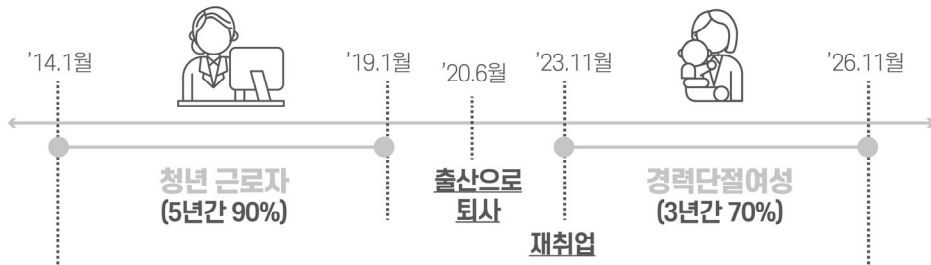 ’14.1월
’19.1월
’20.6월
’23.11월
’26.11월
청년 근로자
(5년간 90%)
출산으로
퇴사
재취업
경력단절여성
(3년간 70%)